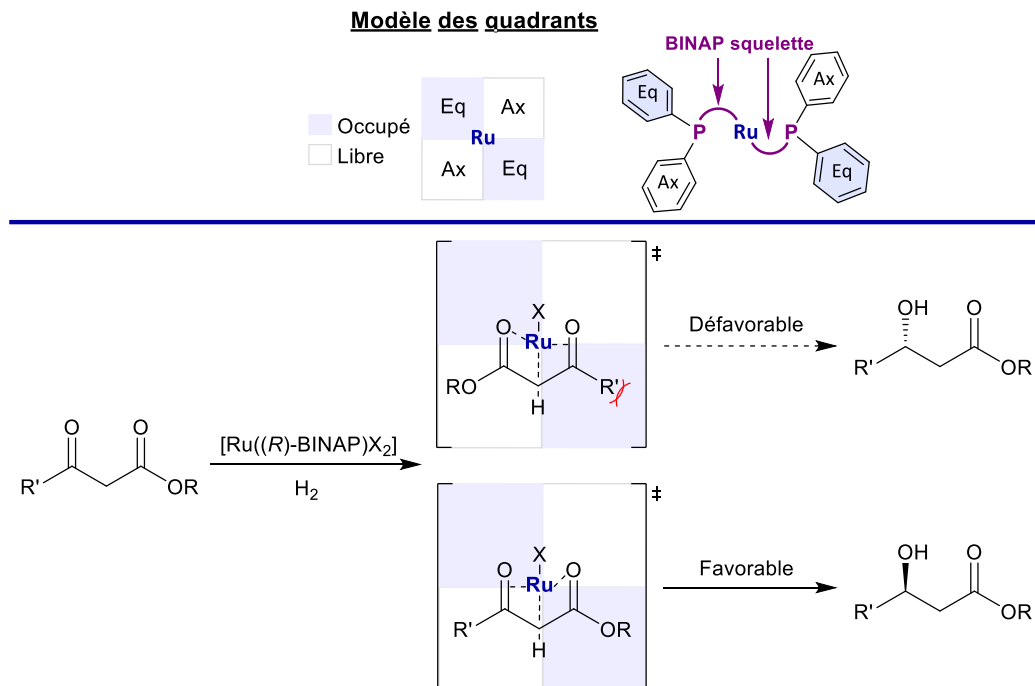 Modèle des quadrants
BINAP squelette
Eq Ax
Ru
Ax Eq
Occupé
Libre
Eq Ax
P Ru P
Ax Eq
‡
X
O O
Ru
RO R'
H
Défavorable
OH O
R' OR
O O
R' OR
[Ru((R)-BINAP)X2]
H2
‡
X
O O
Ru
R' OR
H
Favorable
OH O
R' OR